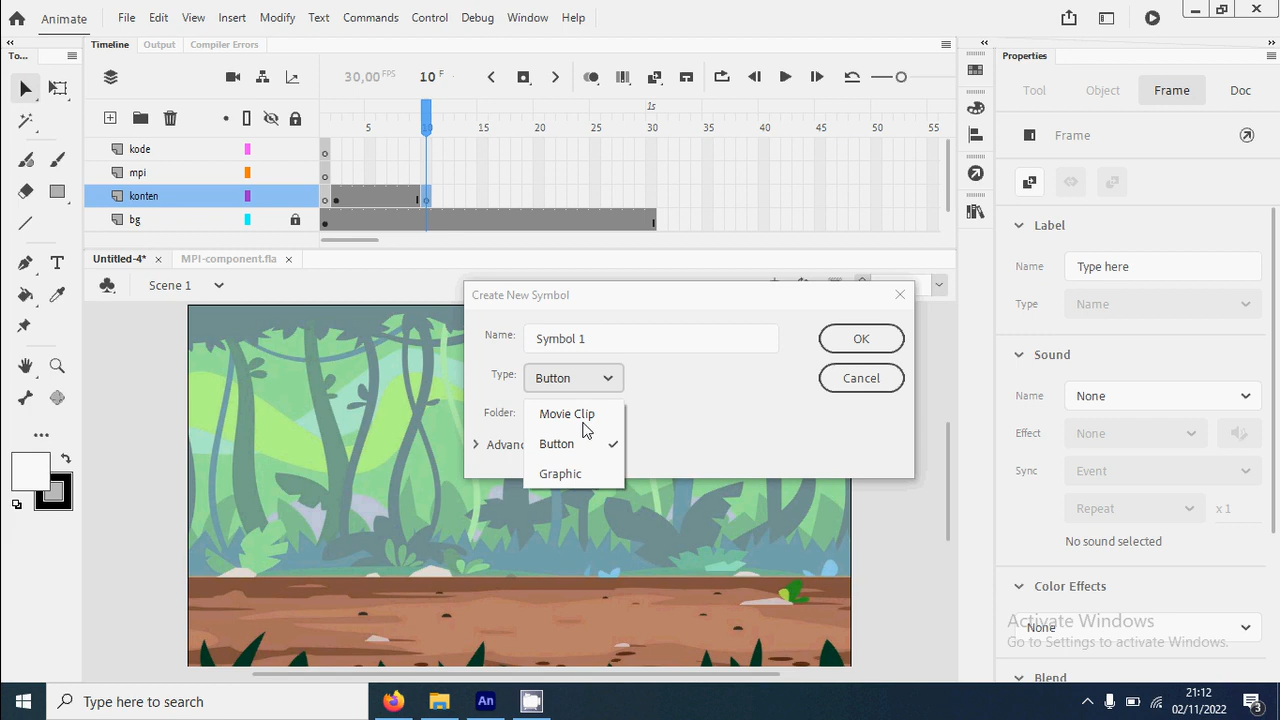 Animate
File Edit View Insert Modify Text Commands Control Debug Window Help
To...
Timeline Output Compiler Errors
Properties
30,00 FPS 10 F
Tool Object Frame Doc
1s
5 10 15 20 25 30 35 40 45 50 55
Frame
kode
mpi
konten
bg
Label
Name Type here
Type Name
Untitled-4* × MPI-component.fla ×
Scene 1
Create New Symbol
Name: Symbol 1
OK
Type: Button
Cancel
Folder:
Movie Clip
Advanc
Button
Graphic
Sound
Name None
Effect None
Sync Event
Repeat x 1
No sound selected
Color Effects
None
Activate Windows
Go to Settings to activate Windows.
Blend
Type here to search
An
21:12
02/11/2022
3